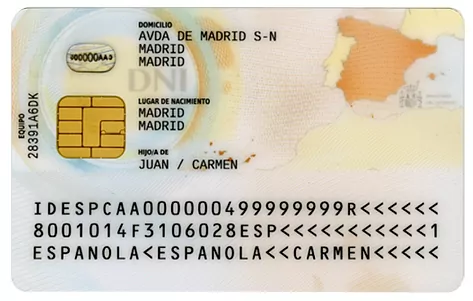 DOMICILIO
AVDA DE MADRID S-N
MADRID
MADRID
DNI
LUGAR DE NACIMIENTO
MADRID
MADRID
HIJO/A DE
JUAN / CARMEN
EQUIPO
28391A6DK
IDESPCAA000000499999999R<<<<<<
8001014F3106028ESP<<<<<<<<<<<1
ESPANOLA<ESPANOLA<<CARMEN<<<<<